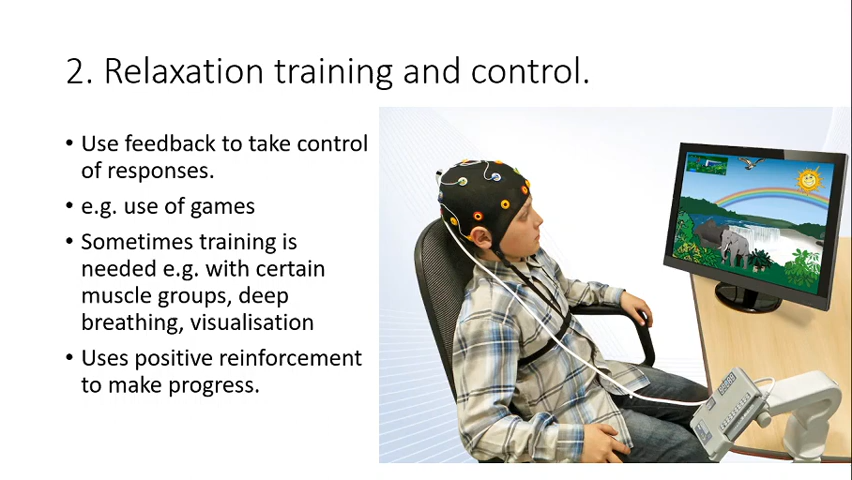 2. Relaxation training and control.
• Use feedback to take control
of responses.
• e.g. use of games
• Sometimes training is
needed e.g. with certain
muscle groups, deep
breathing, visualisation
• Uses positive reinforcement
to make progress.